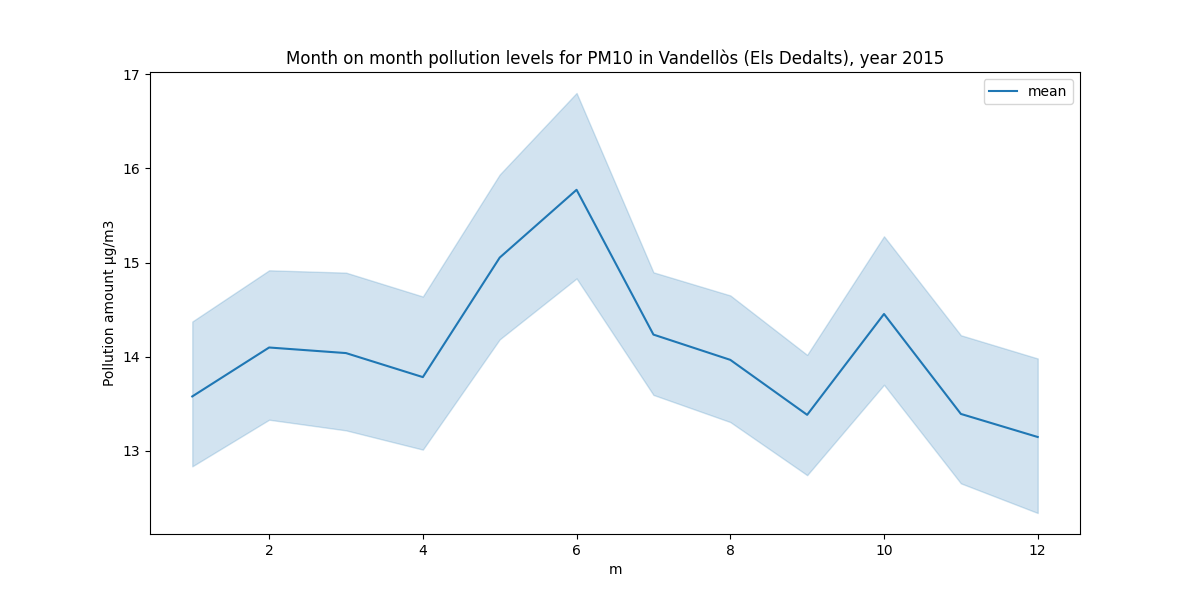 Month on month pollution levels for PM10 in Vandellòs (Els Dedalts), year 2015
mean
17
16
15
14
13
Pollution amount µg/m3
2 4 6 8 10 12
m